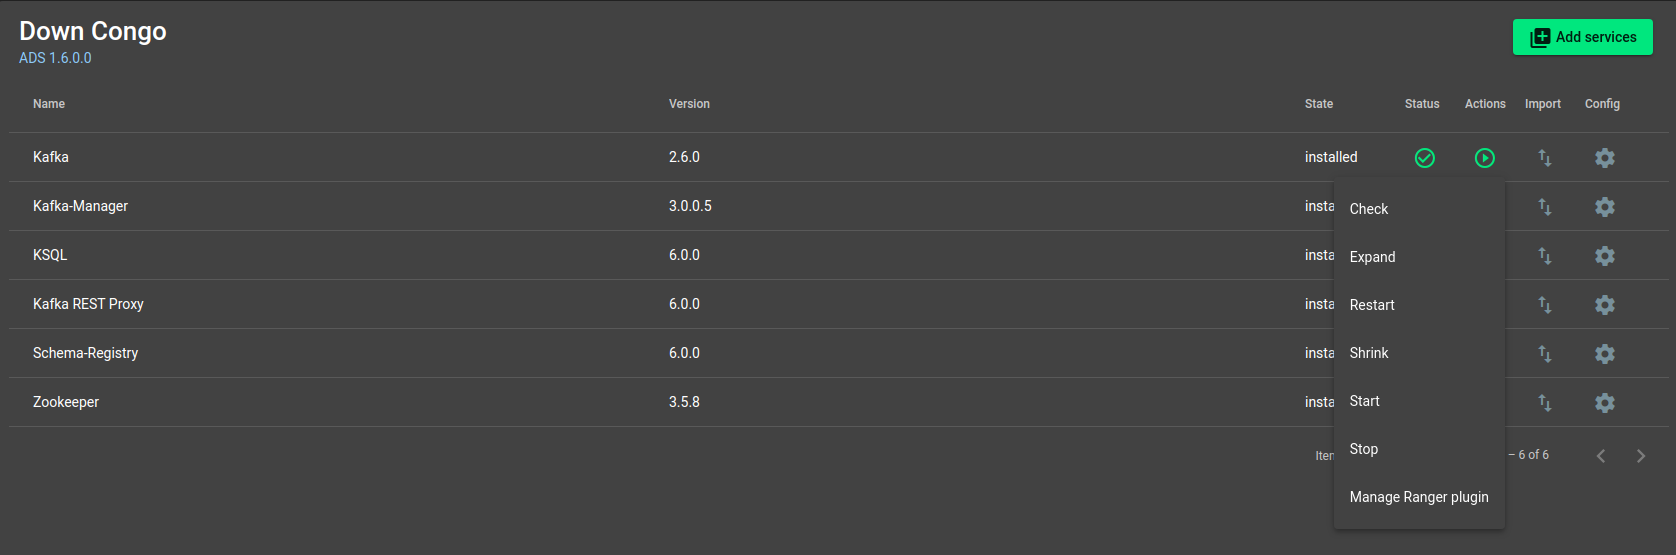 Down Congo
ADS 1.6.0.0
Add services
Name Version State Status Actions Import Config
Kafka 2.6.0 installed
Kafka-Manager 3.0.0.5 insta
Check
KSQL 6.0.0 insta
Expand
Kafka REST Proxy 6.0.0 insta
Restart
Schema-Registry 6.0.0 insta
Shrink
Zookeeper 3.5.8 insta
Start
Stop
Iten – 6 of 6
Manage Ranger plugin